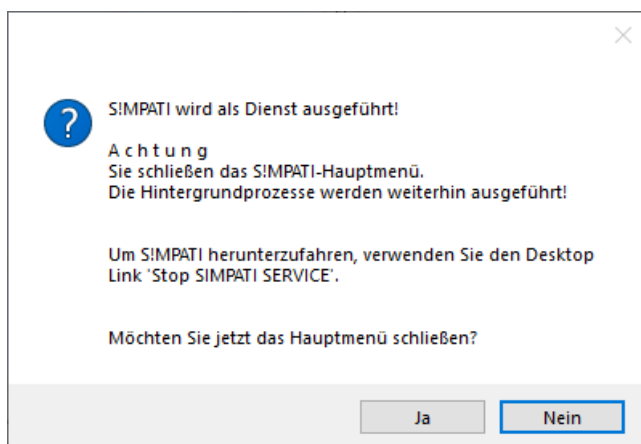 S!MPATI wird als Dienst ausgeführt!
A c h t u n g
Sie schließen das S!MPATI-Hauptmenü.
Die Hintergrundprozesse werden weiterhin ausgeführt!
Um S!MPATI herunterzufahren, verwenden Sie den Desktop
Link 'Stop SIMPATI SERVICE'.
Möchten Sie jetzt das Hauptmenü schließen?
Ja
Nein